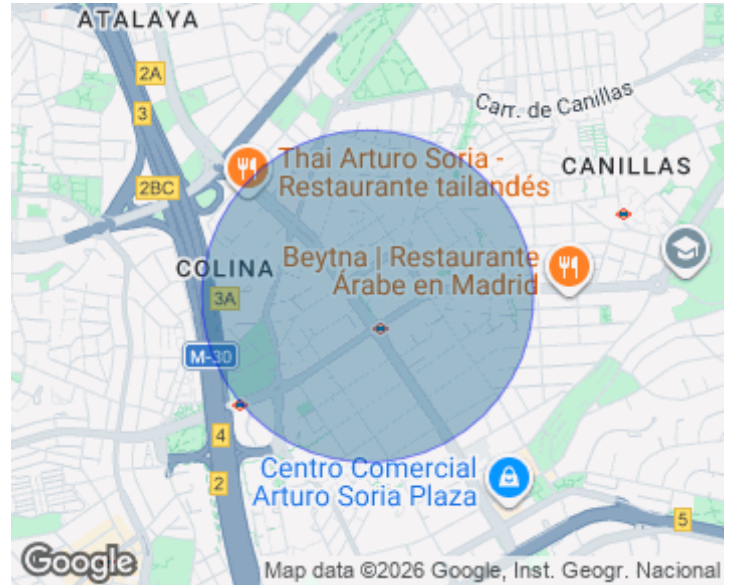 ATALAYA
2A
3
Carr. de Canillas
Thai Arturo Soria -
Restaurante tailandés
CANILLAS
2BC
COLINA
Beytna | Restaurante
Árabe en Madrid
3A
M-30
4
2
Centro Comercial
Arturo Soria Plaza
5
Google
Map data ©2026 Google, Inst. Geogr. Nacional